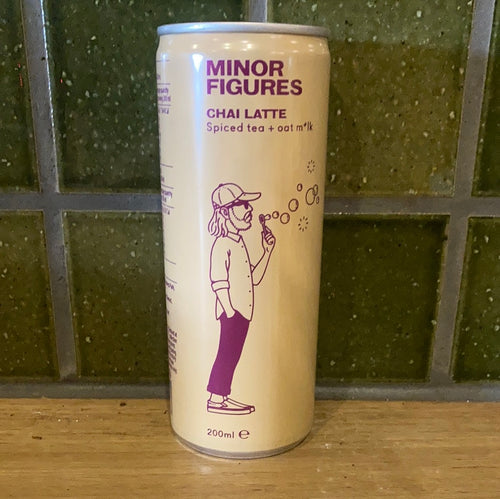 MINOR
FIGURES
CHAI LATTE
Spiced tea + oat m*lk
200ml ℮